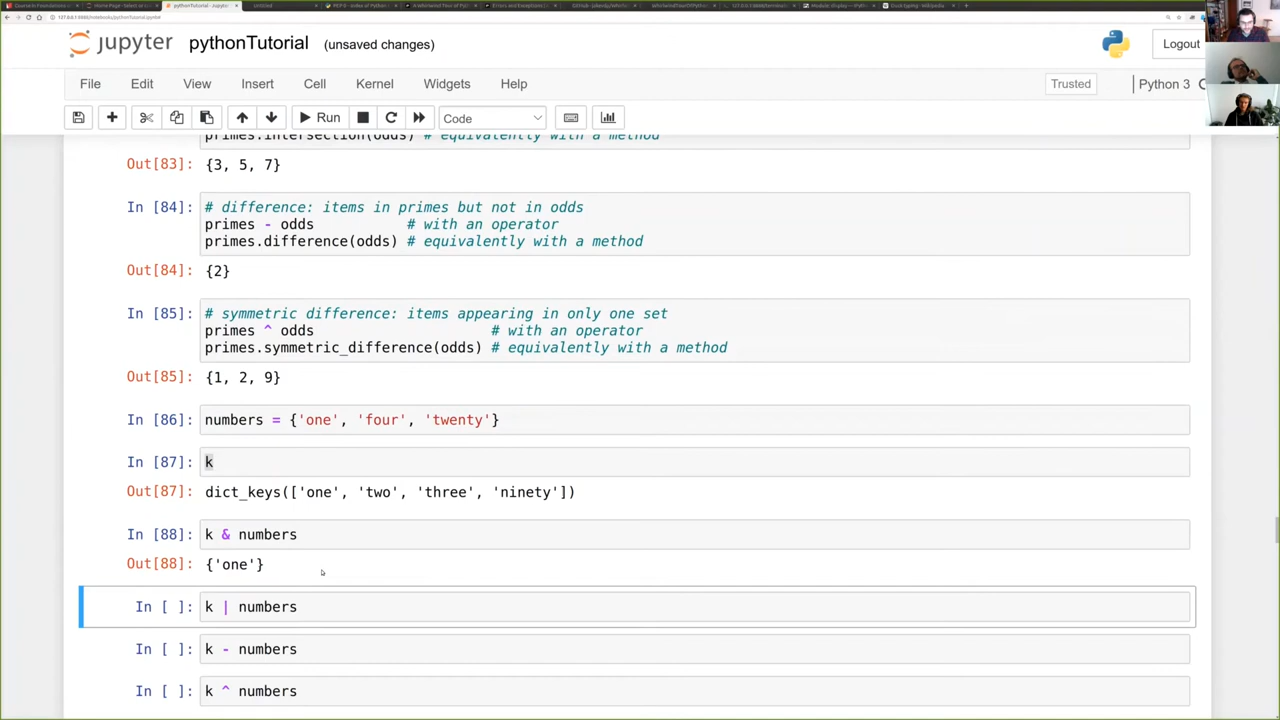 jupyter pythonTutorial (unsaved changes) Logout
File Edit View Insert Cell Kernel Widgets Help Trusted Python 3
Run Code
primes.intersection(odds) # equivalently with a method
Out[83]: {3, 5, 7}
In [84]: # difference: items in primes but not in odds
primes - odds # with an operator
primes.difference(odds) # equivalently with a method
Out[84]: {2}
In [85]: # symmetric difference: items appearing in only one set
primes ^ odds # with an operator
primes.symmetric_difference(odds) # equivalently with a method
Out[85]: {1, 2, 9}
In [86]: numbers = {'one', 'four', 'twenty'}
In [87]: k
Out[87]: dict_keys(['one', 'two', 'three', 'ninety'])
In [88]: k & numbers
Out[88]: {'one'}
In [ ]: k | numbers
In [ ]: k - numbers
In [ ]: k ^ numbers